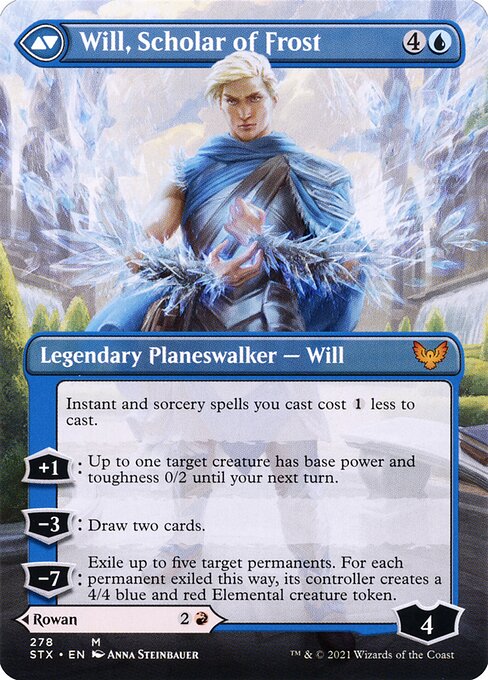 Will, Scholar of Frost 4
Legendary Planeswalker — Will
Instant and sorcery spells you cast cost 1 less to
cast.
+1 : Up to one target creature has base power and
toughness 0/2 until your next turn.
−3 : Draw two cards.
−7 : Exile up to five target permanents. For each
permanent exiled this way, its controller creates a
4/4 blue and red Elemental creature token.
Rowan 2
4
278 M
STX • EN Anna Steinbauer
™ & © 2021 Wizards of the Coast